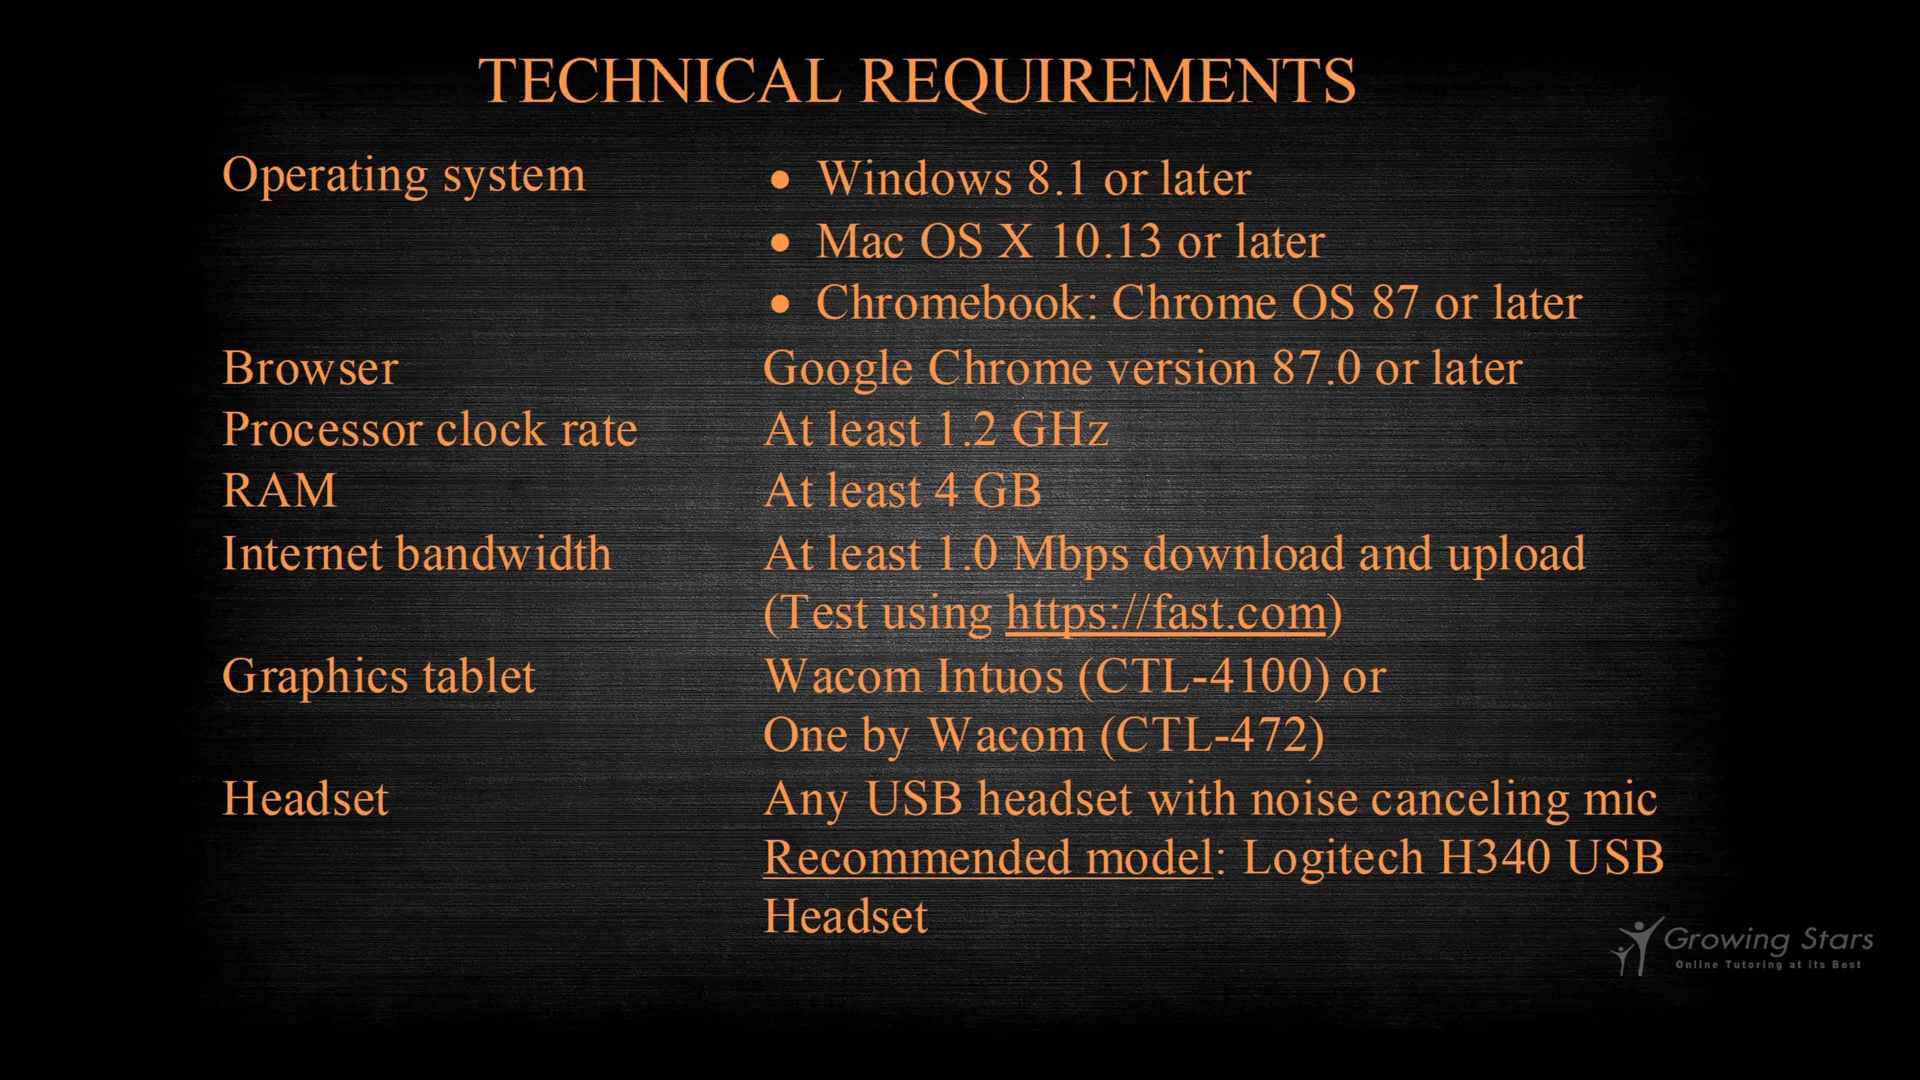 TECHNICAL REQUIREMENTS
Operating system
• Windows 8.1 or later
• Mac OS X 10.13 or later
• Chromebook: Chrome OS 87 or later
Browser
Google Chrome version 87.0 or later
Processor clock rate
At least 1.2 GHz
RAM
At least 4 GB
Internet bandwidth
At least 1.0 Mbps download and upload
(Test using https://fast.com)
Graphics tablet
Wacom Intuos (CTL-4100) or
One by Wacom (CTL-472)
Headset
Any USB headset with noise canceling mic
Recommended model: Logitech H340 USB
Headset
Growing Stars
Online Tutoring at its Best